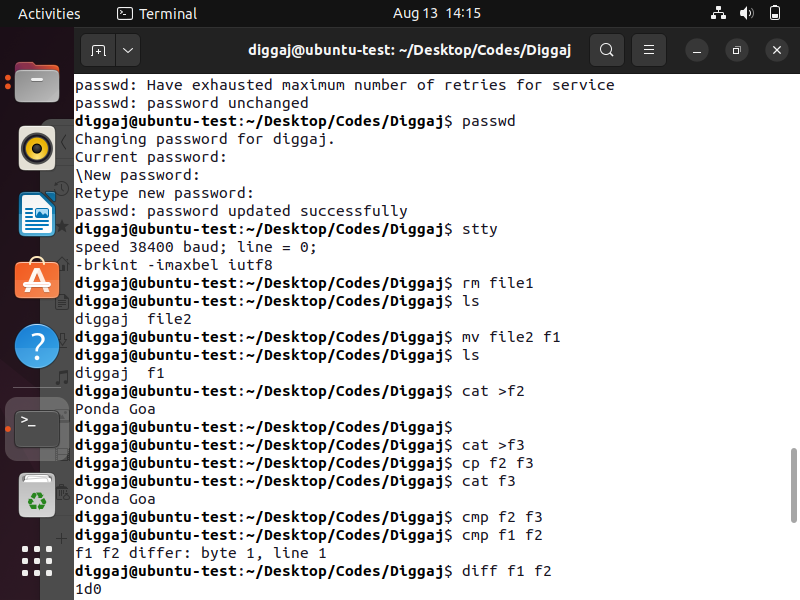 Activities
Terminal
Aug 13 14:15
diggaj@ubuntu-test: ~/Desktop/Codes/Diggaj
passwd: Have exhausted maximum number of retries for service
passwd: password unchanged
diggaj@ubuntu-test:~/Desktop/Codes/Diggaj$ passwd
Changing password for diggaj.
Current password:
\New password:
Retype new password:
passwd: password updated successfully
diggaj@ubuntu-test:~/Desktop/Codes/Diggaj$ stty
speed 38400 baud; line = 0;
-brkint -imaxbel iutf8
diggaj@ubuntu-test:~/Desktop/Codes/Diggaj$ rm file1
diggaj@ubuntu-test:~/Desktop/Codes/Diggaj$ ls
diggaj  file2
diggaj@ubuntu-test:~/Desktop/Codes/Diggaj$ mv file2 f1
diggaj@ubuntu-test:~/Desktop/Codes/Diggaj$ ls
diggaj  f1
diggaj@ubuntu-test:~/Desktop/Codes/Diggaj$ cat >f2
Ponda Goa
diggaj@ubuntu-test:~/Desktop/Codes/Diggaj$
diggaj@ubuntu-test:~/Desktop/Codes/Diggaj$ cat >f3
diggaj@ubuntu-test:~/Desktop/Codes/Diggaj$ cp f2 f3
diggaj@ubuntu-test:~/Desktop/Codes/Diggaj$ cat f3
Ponda Goa
diggaj@ubuntu-test:~/Desktop/Codes/Diggaj$ cmp f2 f3
diggaj@ubuntu-test:~/Desktop/Codes/Diggaj$ cmp f1 f2
f1 f2 differ: byte 1, line 1
diggaj@ubuntu-test:~/Desktop/Codes/Diggaj$ diff f1 f2
1d0